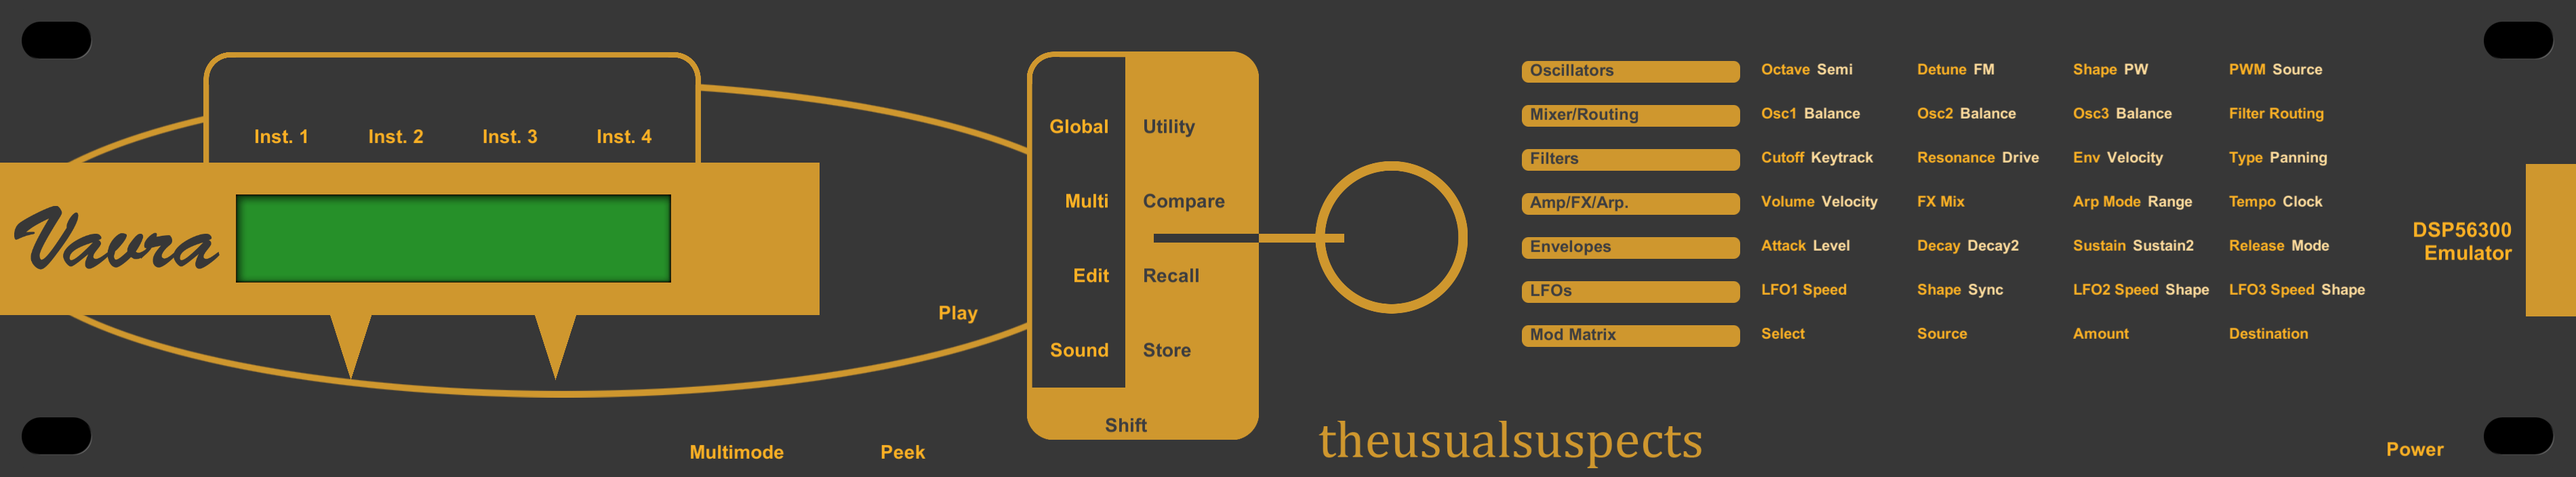 Inst. 1 Inst. 2 Inst. 3 Inst. 4
Vavra
Play
Multimode Peek
Global Utility
Multi Compare
Edit Recall
Sound Store
Shift
theusualsuspects
Oscillators Octave Semi Detune FM Shape PW PWM Source
Mixer/Routing Osc1 Balance Osc2 Balance Osc3 Balance Filter Routing
Filters Cutoff Keytrack Resonance Drive Env Velocity Type Panning
Amp/FX/Arp. Volume Velocity FX Mix Arp Mode Range Tempo Clock
Envelopes Attack Level Decay Decay2 Sustain Sustain2 Release Mode
LFOs LFO1 Speed Shape Sync LFO2 Speed Shape LFO3 Speed Shape
Mod Matrix Select Source Amount Destination
DSP56300
Emulator
Power